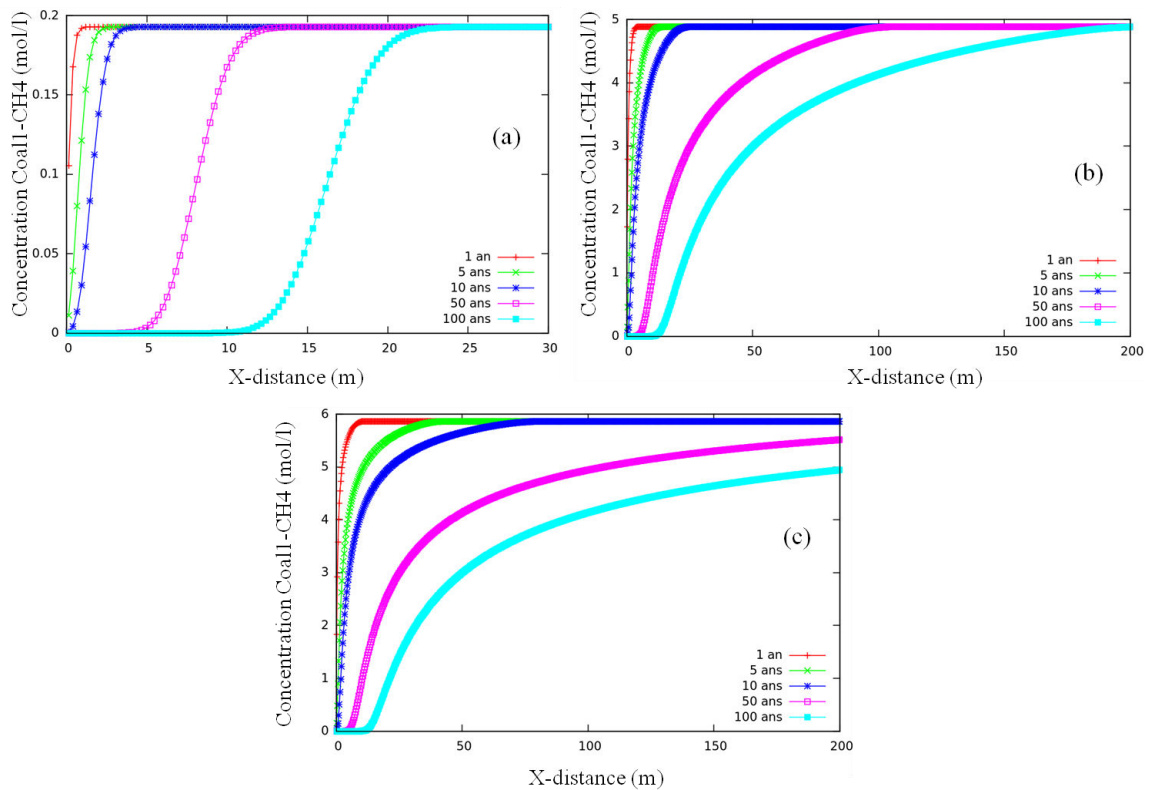 Concentration Coal1-CH4 (mol/l)
0.2
0.15
0.1
0.05
0
(a)
1 an
5 ans
10 ans
50 ans
100 ans
0 5 10 15 20 25 30
X-distance (m)
Concentration Coal1-CH4 (mol/l)
5
4
3
2
1
0
(b)
1 an
5 ans
10 ans
50 ans
100 ans
0 50 100 150 200
X-distance (m)
Concentration Coal1-CH4 (mol/l)
6
5
4
3
2
1
0
(c)
1 an
5 ans
10 ans
50 ans
100 ans
0 50 100 150 200
X-distance (m)